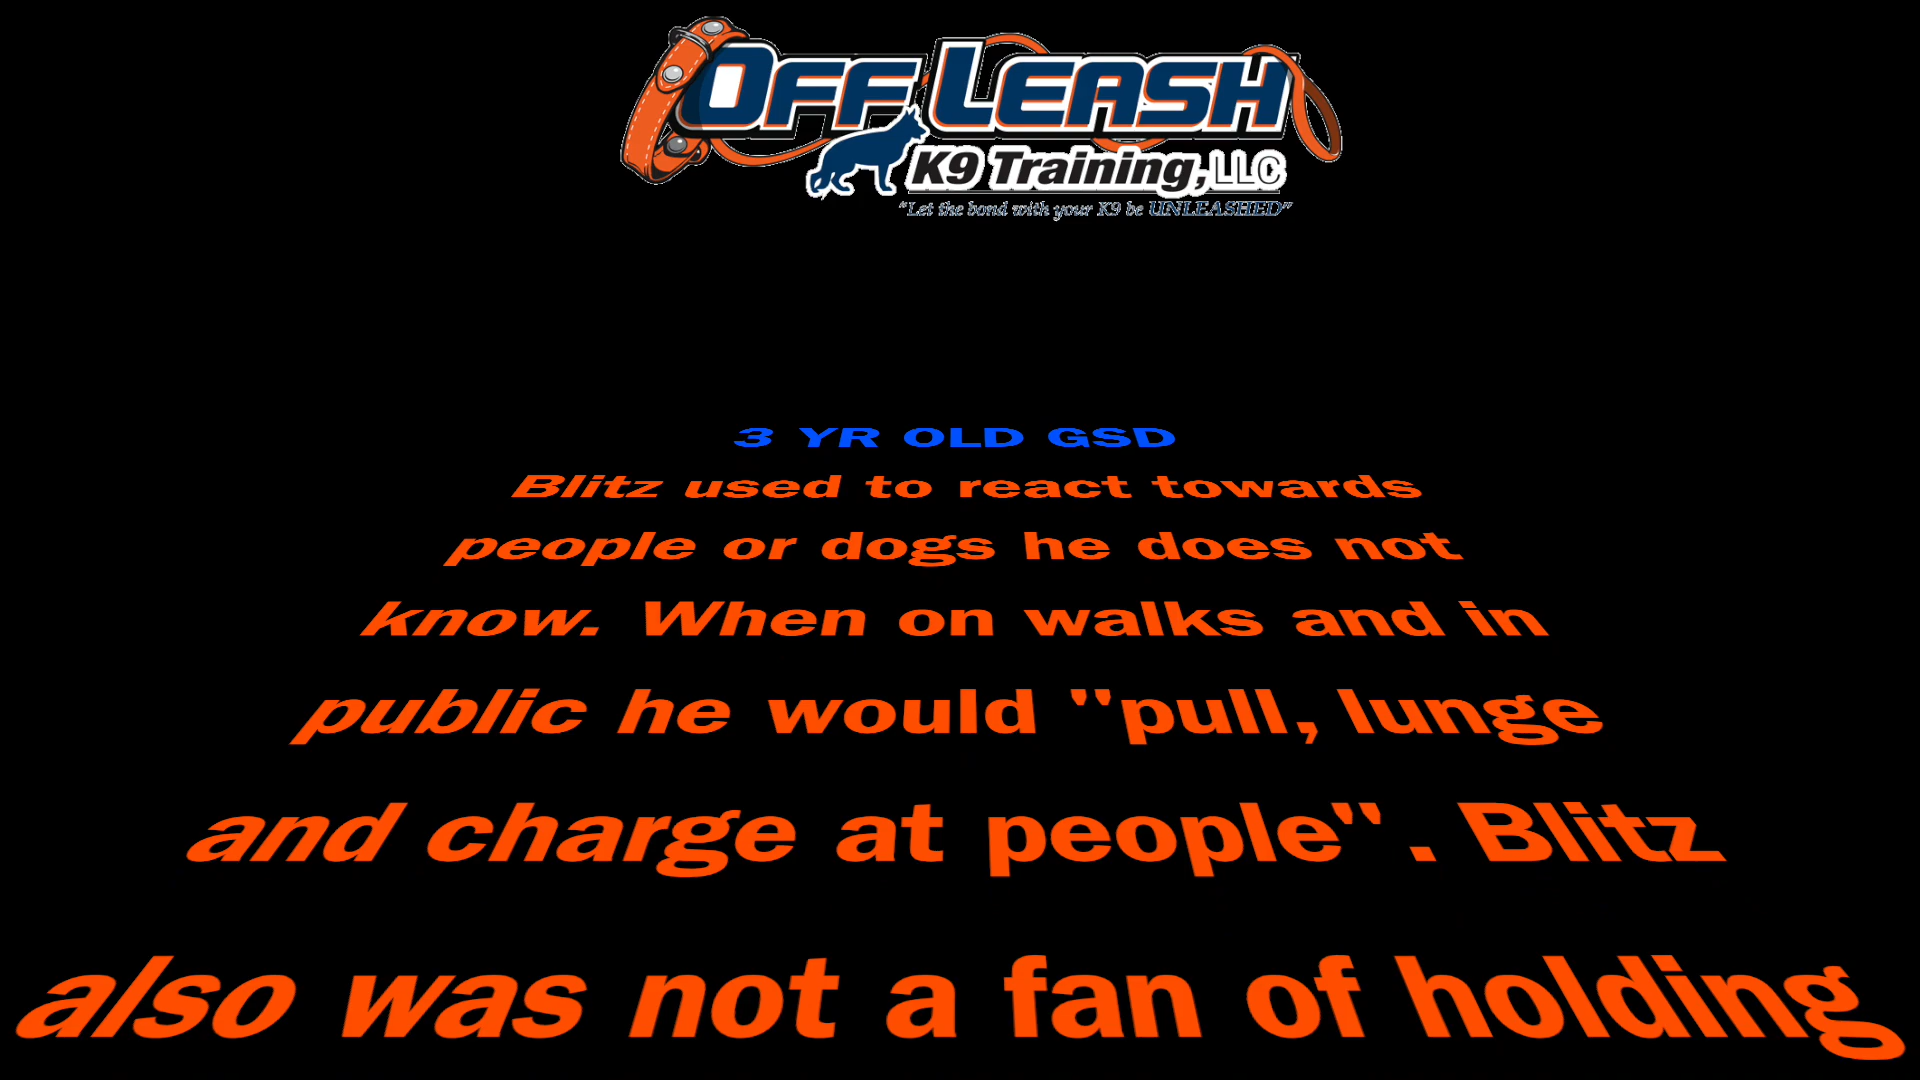 OFF LEASH
K9 Training, LLC
"Let the bond with your K9 be UNLEASHED"
3 YR OLD GSD
Blitz used to react towards
people or dogs he does not
know. When on walks and in
public he would "pull, lunge
and charge at people". Blitz
also was not a fan of holding